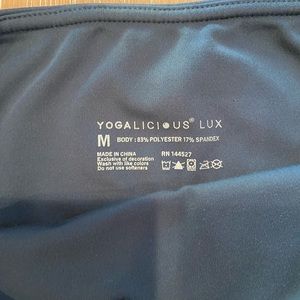 YOGALICIOUS® LUX
M BODY : 83% POLYESTER 17% SPANDEX
MADE IN CHINA RN 144527
Exclusive of decoration
Wash with like colors
Do not use softeners